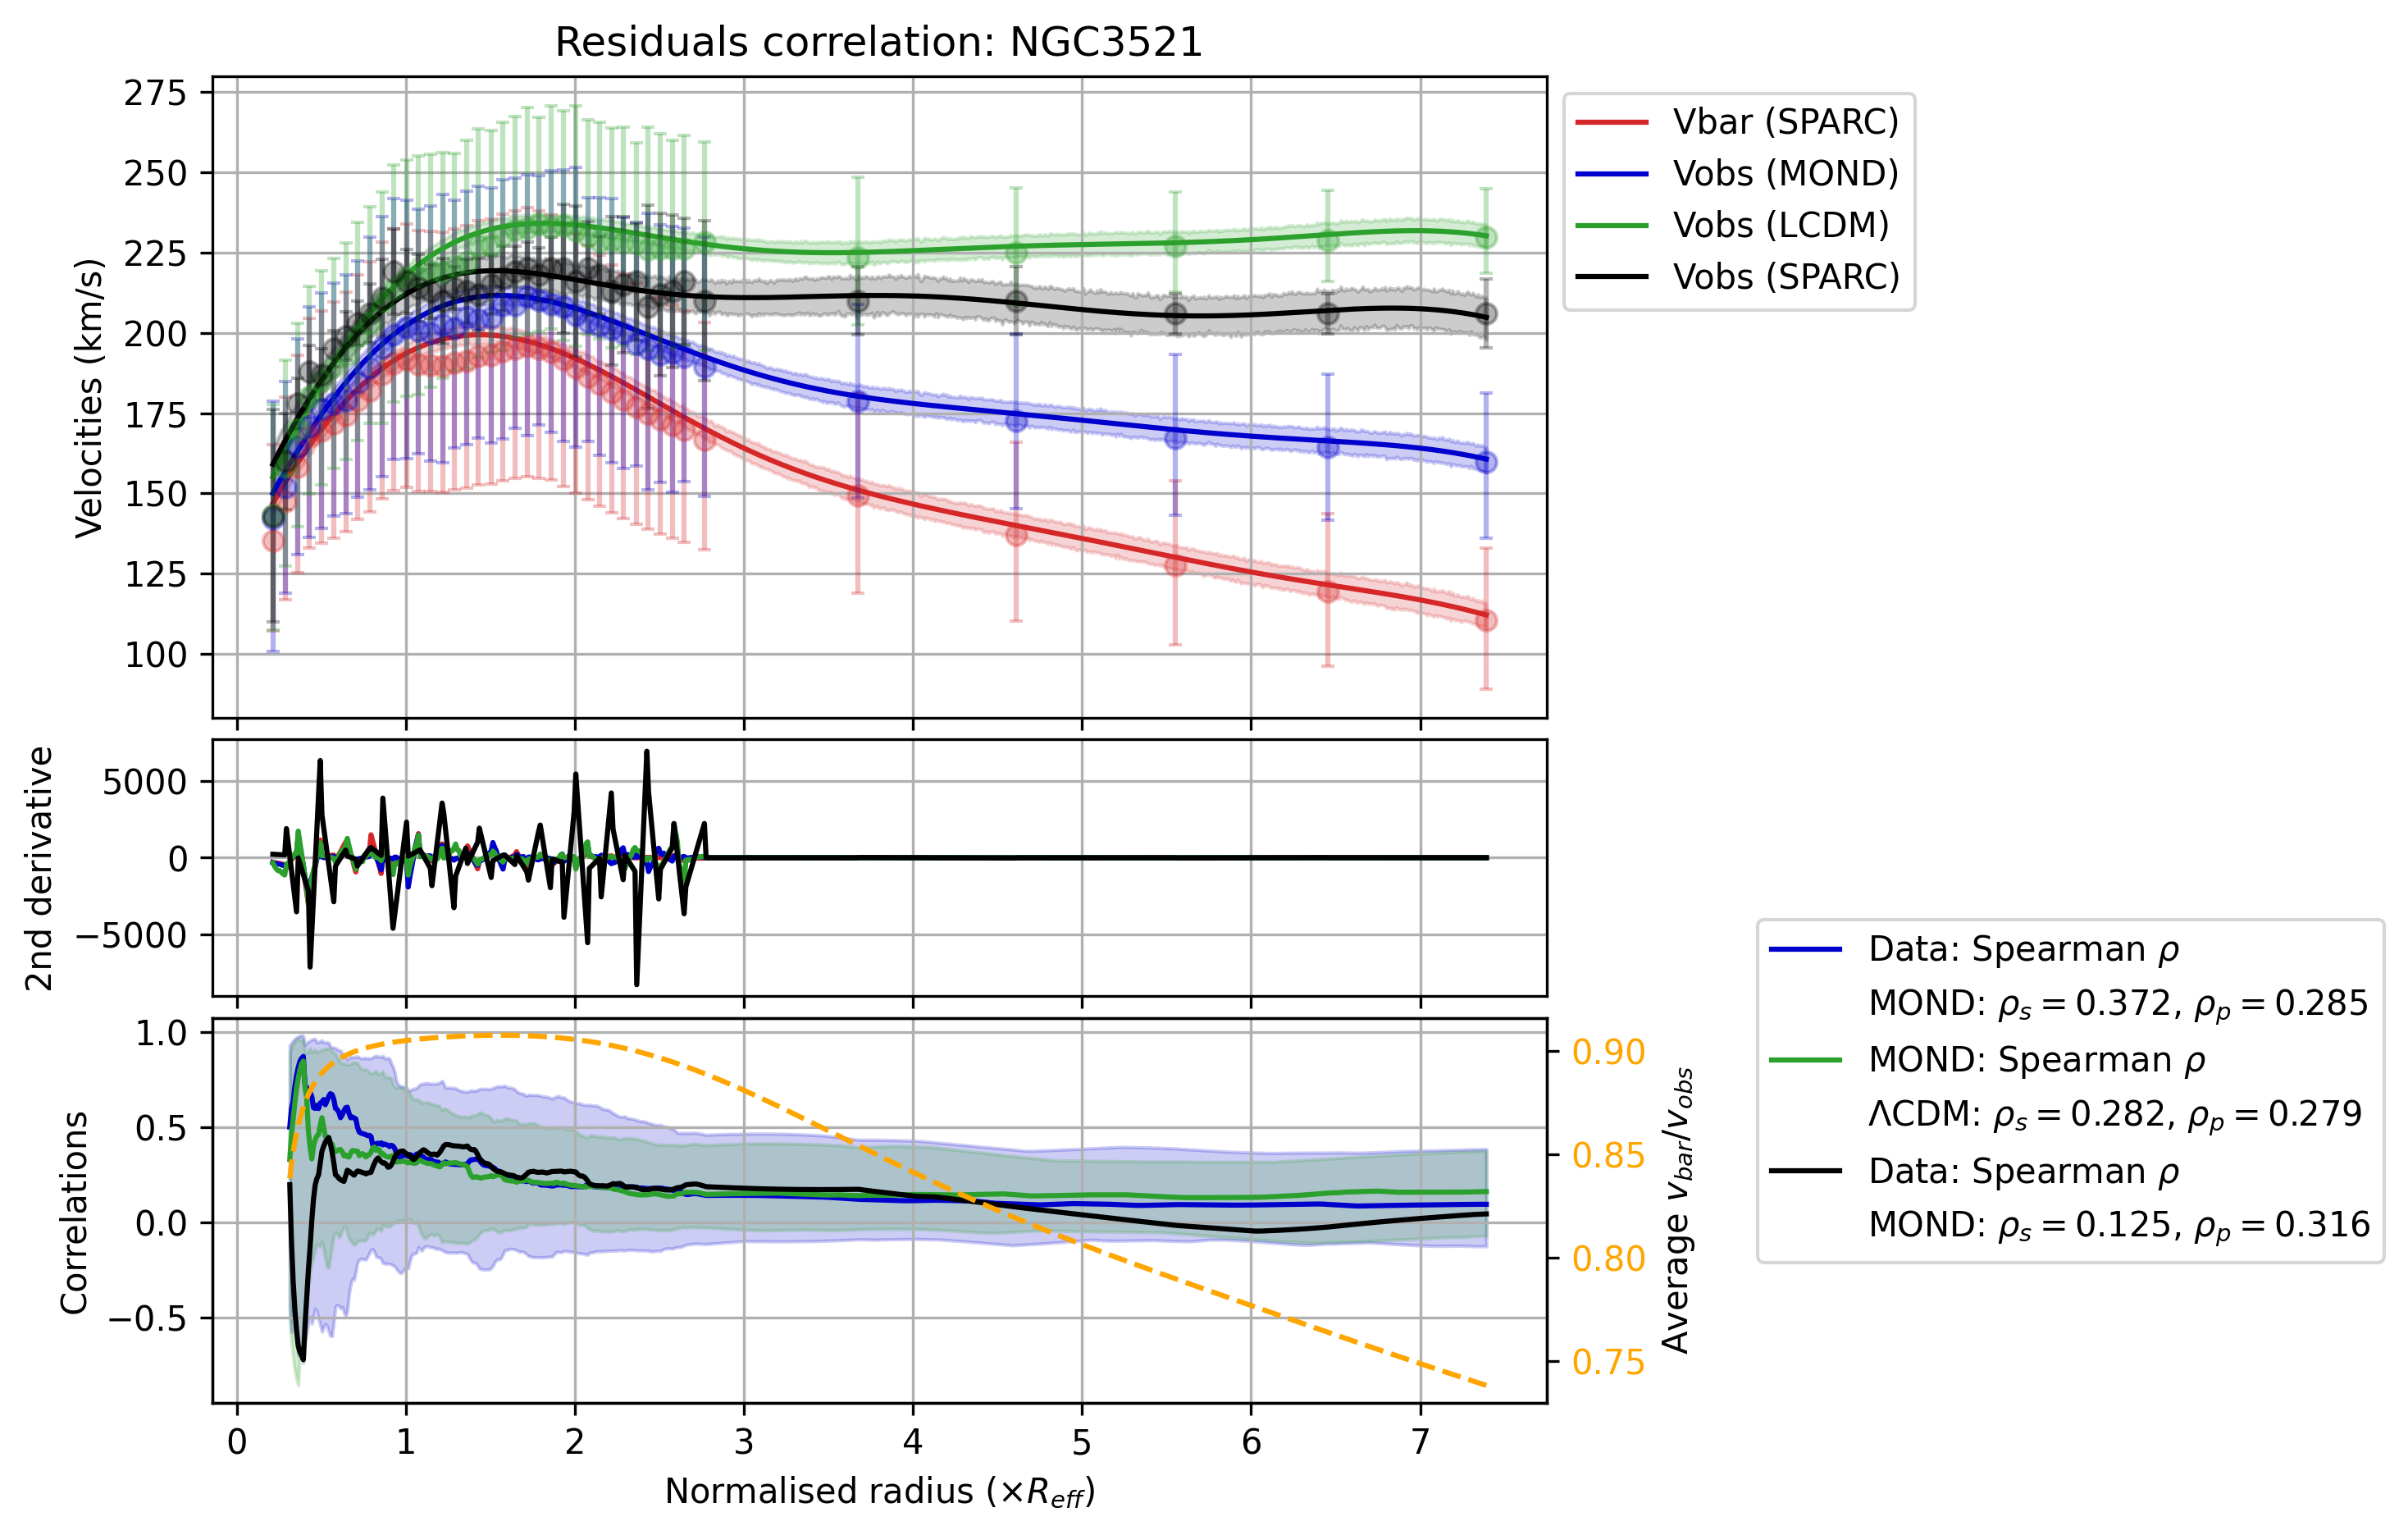 Residuals correlation: NGC3521
275
250
225
200
175
150
125
100
Velocities (km/s)
Vbar (SPARC)
Vobs (MOND)
Vobs (LCDM)
Vobs (SPARC)
5000
0
−5000
2nd derivative
1.0
0.5
0.0
−0.5
Correlations
0.90
0.85
0.80
0.75
Average v_bar/v_obs
Data: Spearman ρ
MOND: ρ_s = 0.372, ρ_p = 0.285
MOND: Spearman ρ
ΛCDM: ρ_s = 0.282, ρ_p = 0.279
Data: Spearman ρ
MOND: ρ_s = 0.125, ρ_p = 0.316
0 1 2 3 4 5 6 7
Normalised radius (×R_eff)